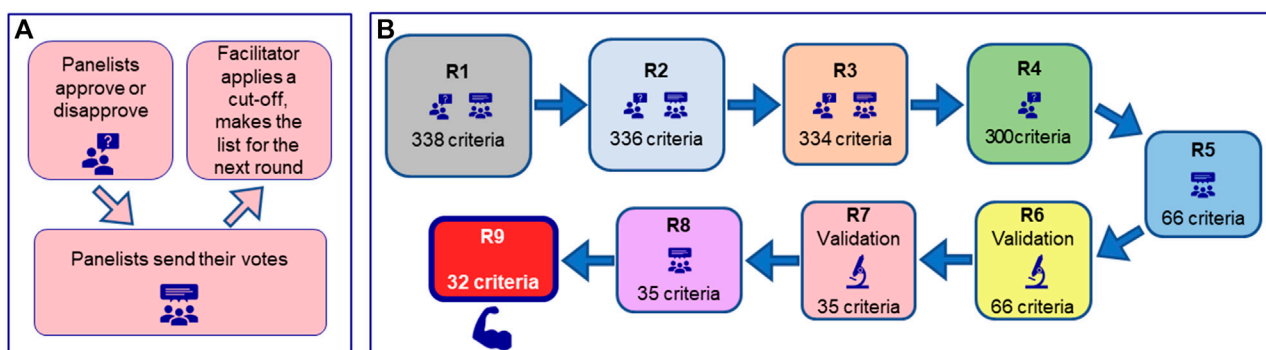 A
Panelists
approve or
disapprove
?
Facilitator
applies a
cut-off,
makes the
list for the
next round
Panelists send their votes
B
R1
?
338 criteria
R2
?
336 criteria
R3
?
334 criteria
R4
?
300criteria
R5
66 criteria
R6
Validation
66 criteria
R7
Validation
35 criteria
R8
35 criteria
R9
32 criteria